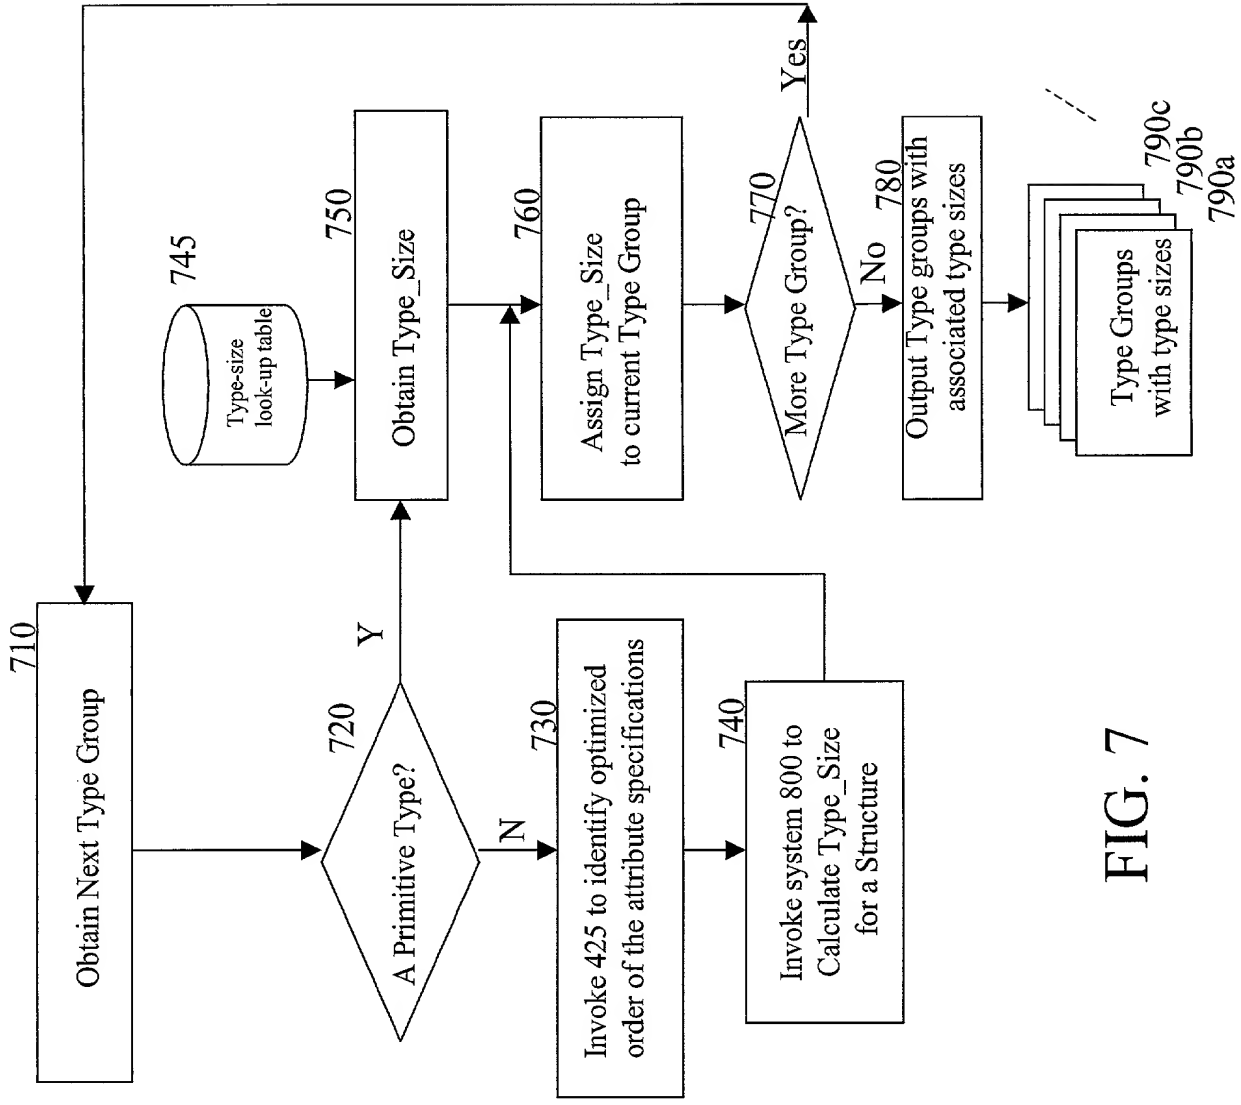 710
Obtain Next Type Group
720
A Primitive Type?
Y
N
730
Invoke 425 to identify optimized
order of the attribute specifications
740
Invoke system 800 to
Calculate Type_Size
for a Structure
745
Type-size
look-up table
750
Obtain Type_Size
760
Assign Type_Size
to current Type Group
770
More Type Group?
Yes
No
780
Output Type groups with
associated type sizes
790c
790b
790a
Type Groups
with type sizes
FIG. 7